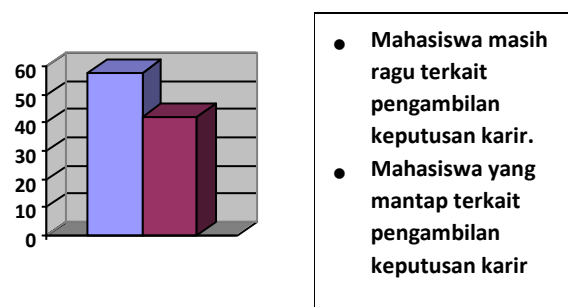 60
50
40
30
20
10
0
● Mahasiswa masih
ragu terkait
pengambilan
keputusan karir.
● Mahasiswa yang
mantap terkait
pengambilan
keputusan karir